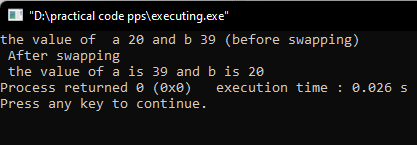 "D:\practical code pps\executing.exe"
the value of  a 20 and b 39 (before swapping)
 After swapping
 the value of a is 39 and b is 20
Process returned 0 (0x0)   execution time : 0.026 s
Press any key to continue.